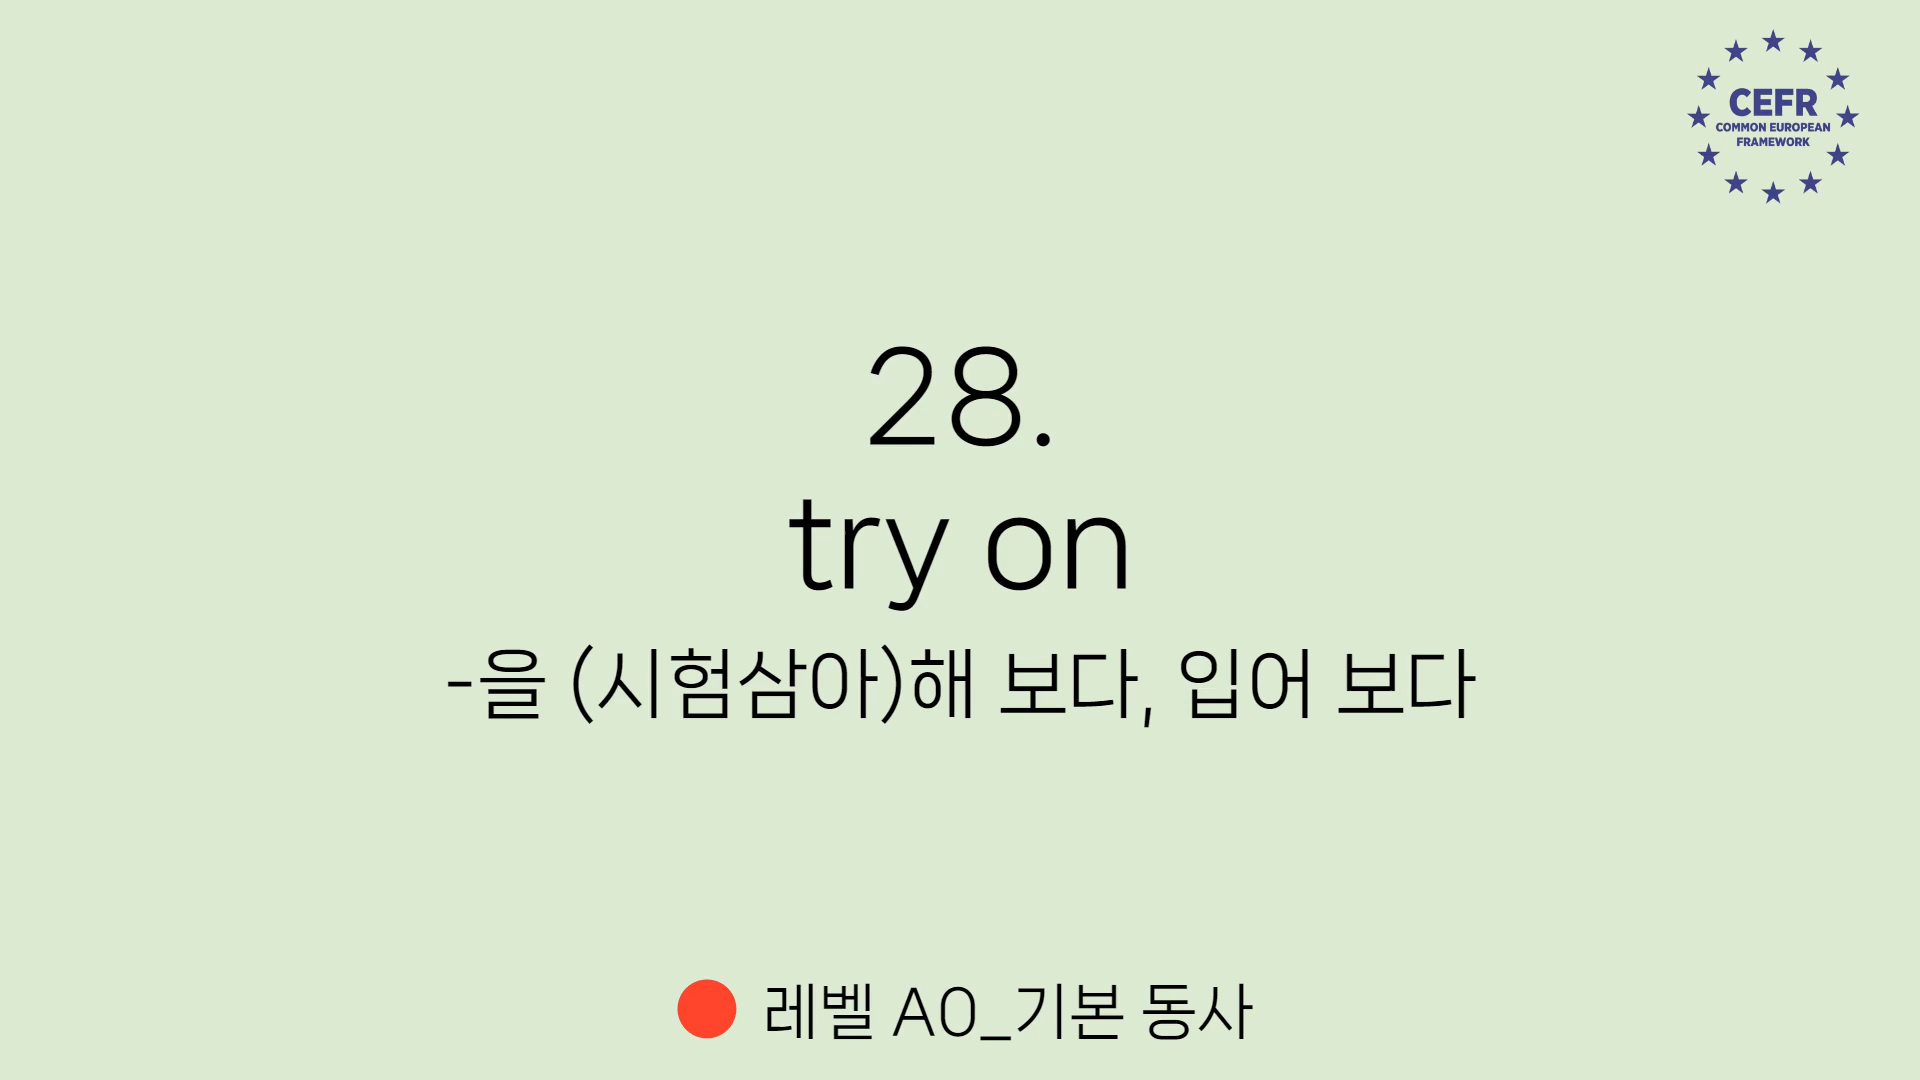 CEFR
COMMON EUROPEAN
FRAMEWORK
28.
try on
-을 (시험삼아)해 보다, 입어 보다
레벨 A0_기본 동사